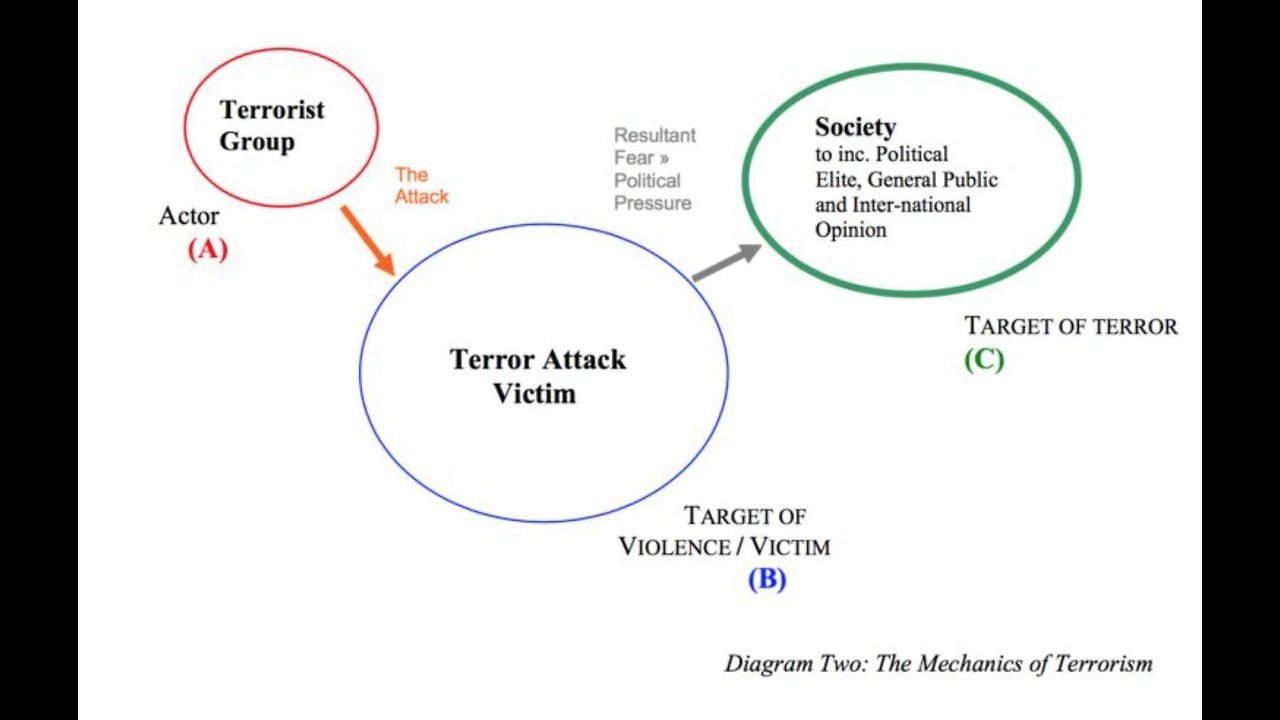 Terrorist
Group
Actor
(A)
The
Attack
Terror Attack
Victim
TARGET OF
VIOLENCE / VICTIM
(B)
Resultant
Fear »
Political
Pressure
Society
to inc. Political
Elite, General Public
and Inter-national
Opinion
TARGET OF TERROR
(C)
Diagram Two: The Mechanics of Terrorism